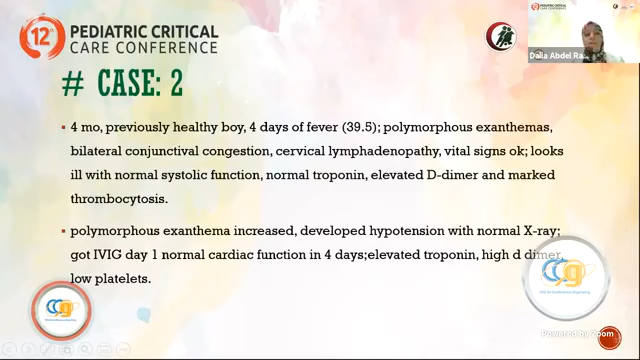 12th PEDIATRIC CRITICAL
CARE CONFERENCE
# CASE: 2
▪ 4 mo, previously healthy boy, 4 days of fever (39.5); polymorphous exanthemas,
bilateral conjunctival congestion, cervical lymphadenopathy, vital signs ok; looks
ill with normal systolic function, normal troponin, elevated D-dimer and marked
thrombocytosis.
▪ polymorphous exanthema increased, developed hypotension with normal X-ray;
got IVIG day 1 normal cardiac function in 4 days;elevated troponin, high d dimer,
low platelets.
Dalia Abdel
Powered by Zoom